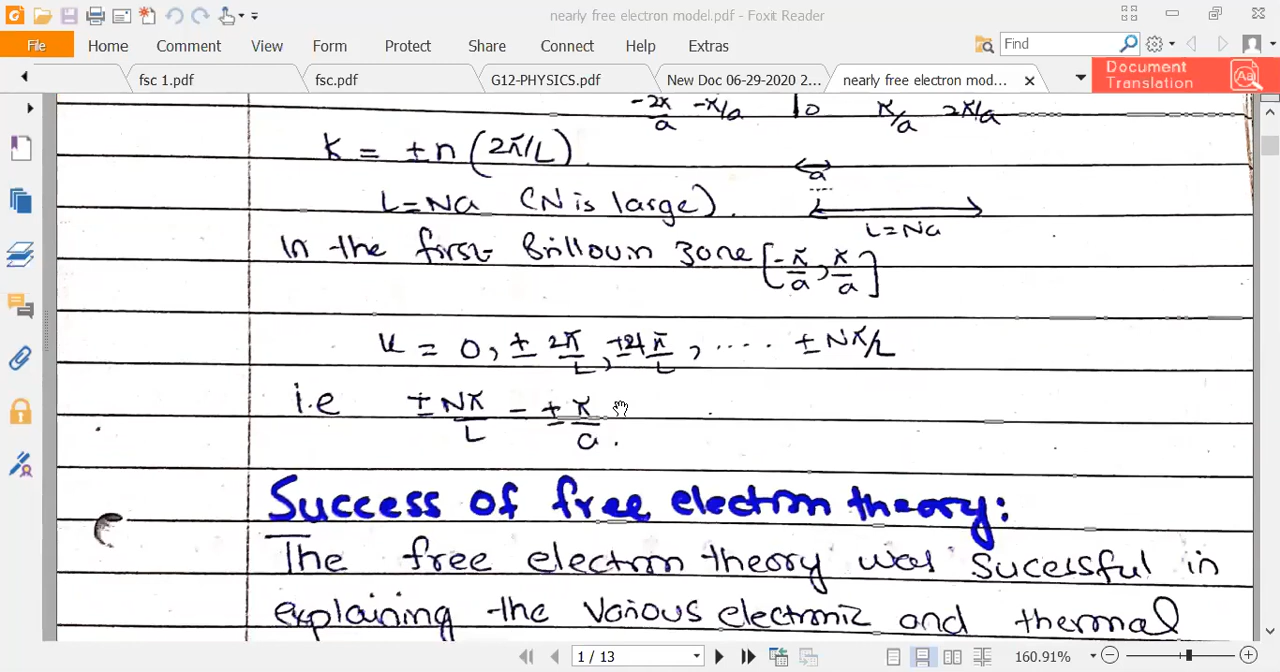 nearly free electron model.pdf - Foxit Reader
File Home Comment View Form Protect Share Connect Help Extras Find
fsc 1.pdf fsc.pdf G12-PHYSICS.pdf New Doc 06-29-2020 2... nearly free electron mod... Document Translation
-2π/a -π/a 0 π/a 2π/a
K = ±n (2π/L).
a
L=Na (N is large).
L=Na
In the first Brillouin zone [-π/a, π/a]
K = 0, ± 2π/L, ±4π/L, .... ± Nπ/L
i.e ± Nπ/L = ± π/a.
Success of free electron theory:
The free electron theory was sucessful in
explaining the various electronic and thermal
1 / 13 160.91%